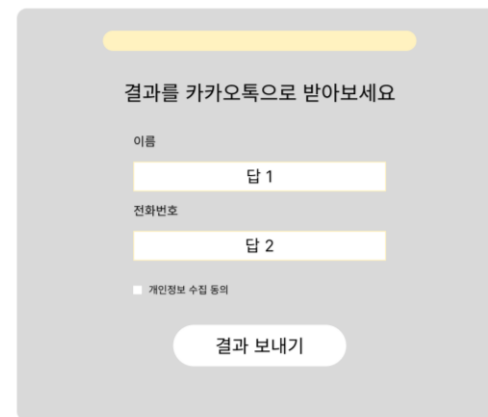 결과를 카카오톡으로 받아보세요
이름
답 1
전화번호
답 2
개인정보 수집 동의
결과 보내기